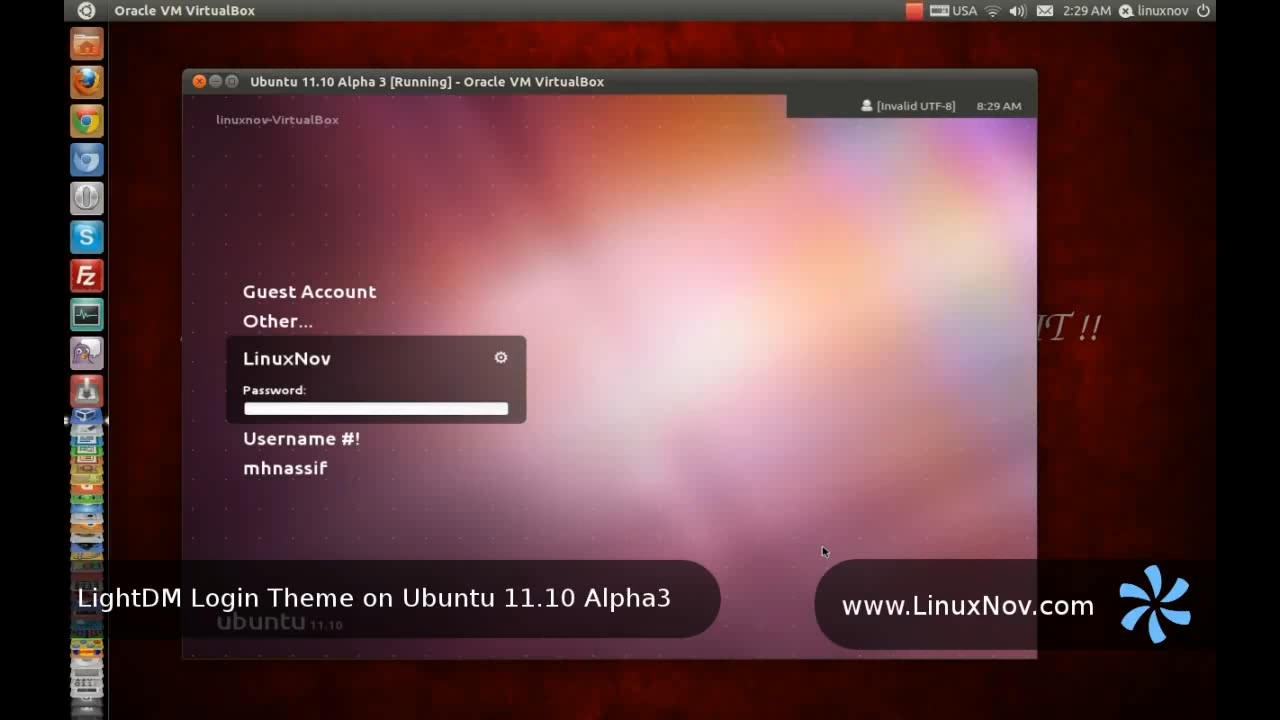 Oracle VM VirtualBox
USA 2:29 AM linuxnov
Ubuntu 11.10 Alpha 3 [Running] - Oracle VM VirtualBox
[Invalid UTF-8] 8:29 AM
linuxnov-VirtualBox
S
FZ
Guest Account
Other...
IT !!
LinuxNov
Password:
Username #!
mhnassif
LightDM Login Theme on Ubuntu 11.10 Alpha3
www.LinuxNov.com
ubuntu 11.10